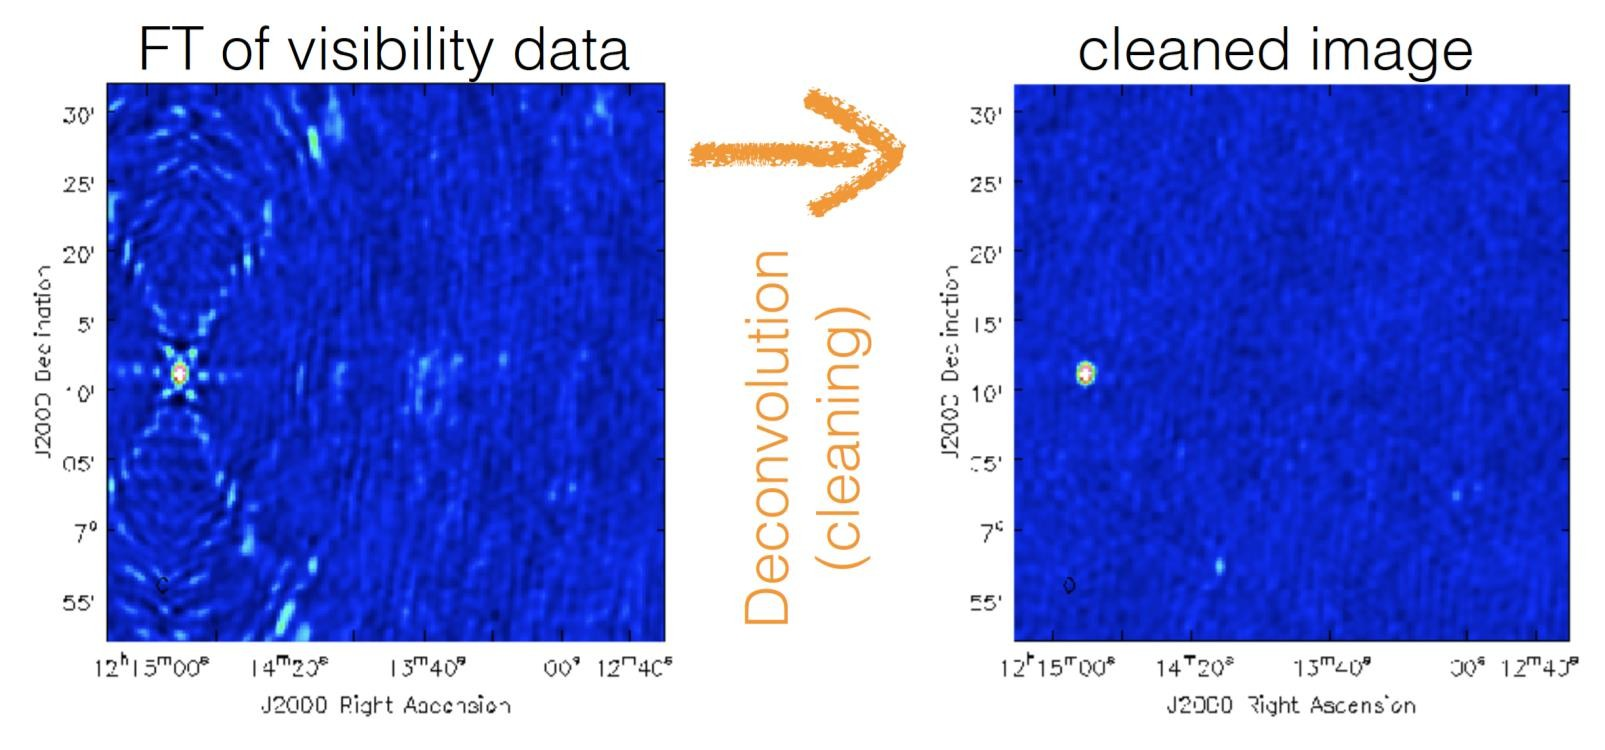 FT of visibility data
cleaned image
30'
25'
20'
5'
10'
05'
7°
55'
J2000 Declination
12ʰ15ᵐ00ˢ 14ᵐ20ˢ 13ᵐ40ˢ 00ˢ 12ᵐ40ˢ
J2000 Right Ascension
Deconvolution
(cleaning)
30'
25'
20'
15'
10'
05'
7°
55'
J2000 Declination
12ʰ15ᵐ00ˢ 14ᵐ20ˢ 13ᵐ40ˢ 00ˢ 12ᵐ40ˢ
J2000 Right Ascension